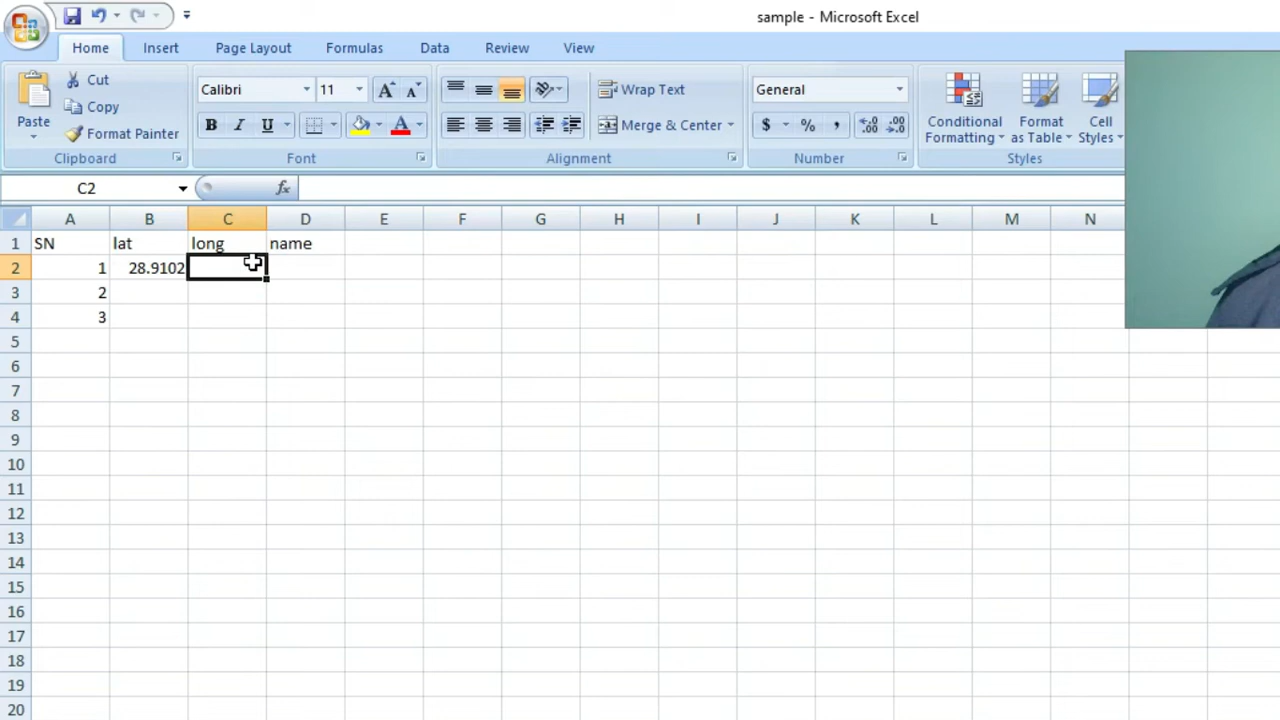 sample - Microsoft Excel
Home Insert Page Layout Formulas Data Review View
Paste
Cut
Copy
Format Painter
Clipboard
Calibri 11
B I U
Font
Wrap Text
Merge & Center
Alignment
General
$ % ,
Number
Conditional Formatting
Format as Table
Cell Styles
Styles
C2 fx
A B C D E F G H I J K L M N
1 SN lat long name
2 1 28.9102
3 2
4 3
5
6
7
8
9
10
11
12
13
14
15
16
17
18
19
20